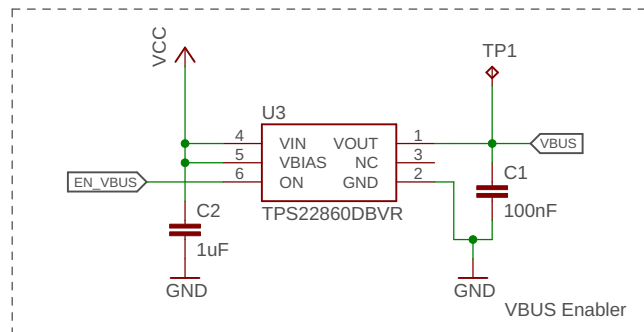 VCC
TP1
U3
4 VIN VOUT 1
5 VBIAS NC 3
6 ON GND 2
VBUS
EN_VBUS
TPS22860DBVR
C1
100nF
C2
1uF
GND
GND
VBUS Enabler